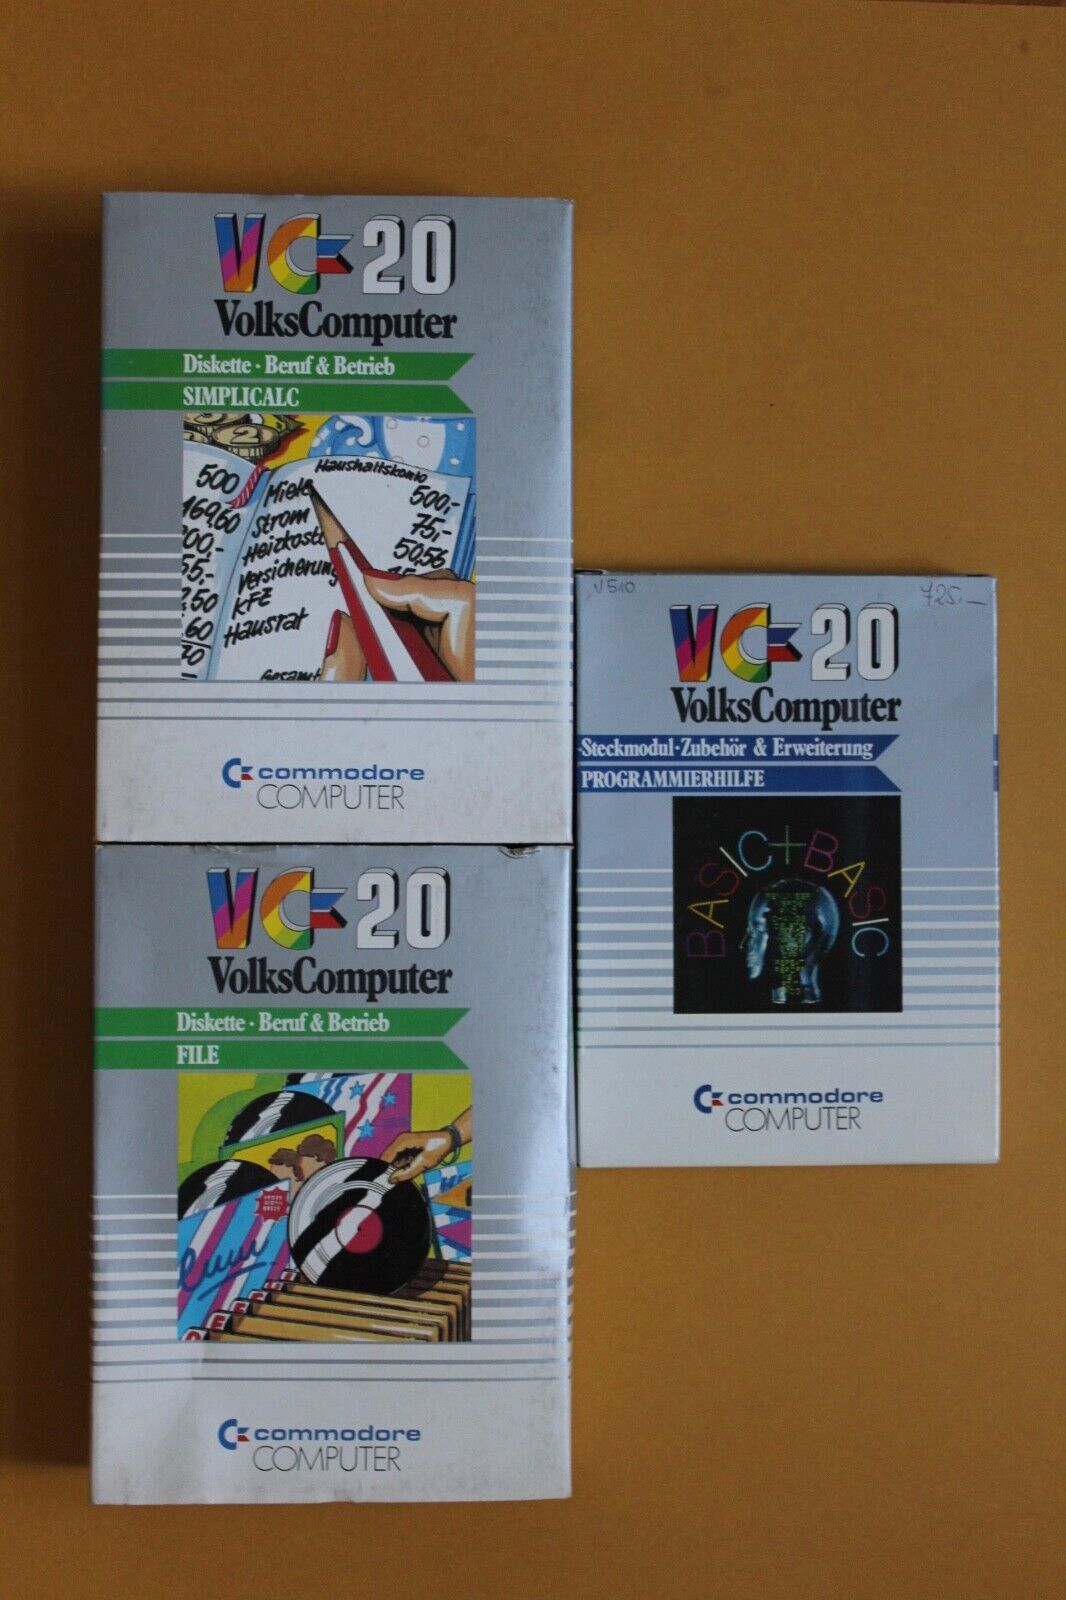 VC 20
VolksComputer
Diskette · Beruf & Betrieb
SIMPLICALC
Haushaltskonto
500
Miete
500,-
169,60
Strom
75,-
Heizkost
50,56
Versicherung
KFZ
Hausrat
Gesamt
commodore
COMPUTER
VC 20
VolksComputer
Diskette · Beruf & Betrieb
FILE
commodore
COMPUTER
V510
725.—
VC 20
VolksComputer
Steckmodul·Zubehör & Erweiterung
PROGRAMMIERHILFE
BASIC+BASIC
commodore
COMPUTER